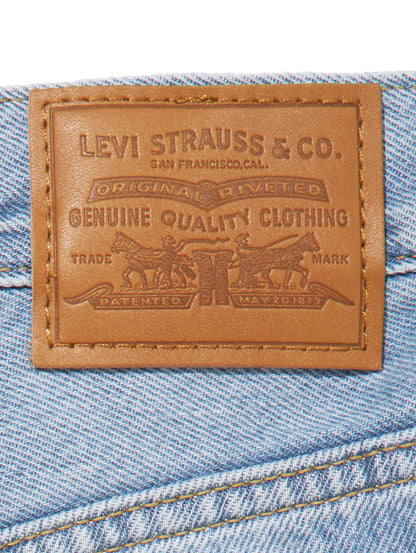 LEVI STRAUSS & CO.
SAN FRANCISCO,CAL.
ORIGINAL RIVETED
GENUINE QUALITY CLOTHING
TRADE MARK
PATENTED MAY 20 1873